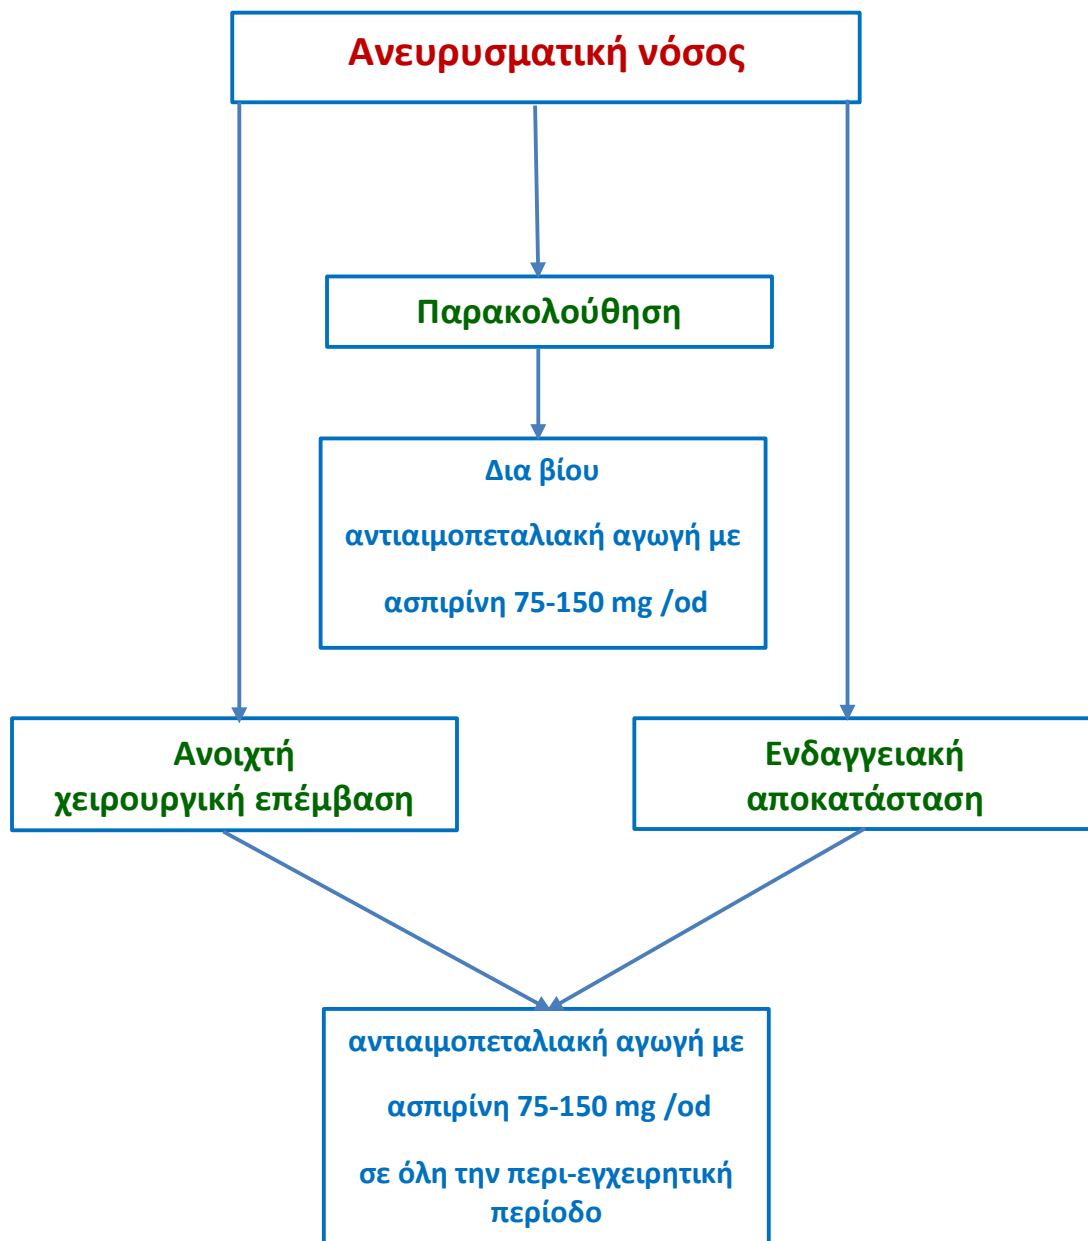 Ανευρυσματική νόσος
Παρακολούθηση
Δια βίου
αντιαιμοπεταλιακή αγωγή με
ασπιρίνη 75-150 mg /od
Ανοιχτή
χειρουργική επέμβαση
Ενδαγγειακή
αποκατάσταση
αντιαιμοπεταλιακή αγωγή με
ασπιρίνη 75-150 mg /od
σε όλη την περι-εγχειρητική
περίοδο